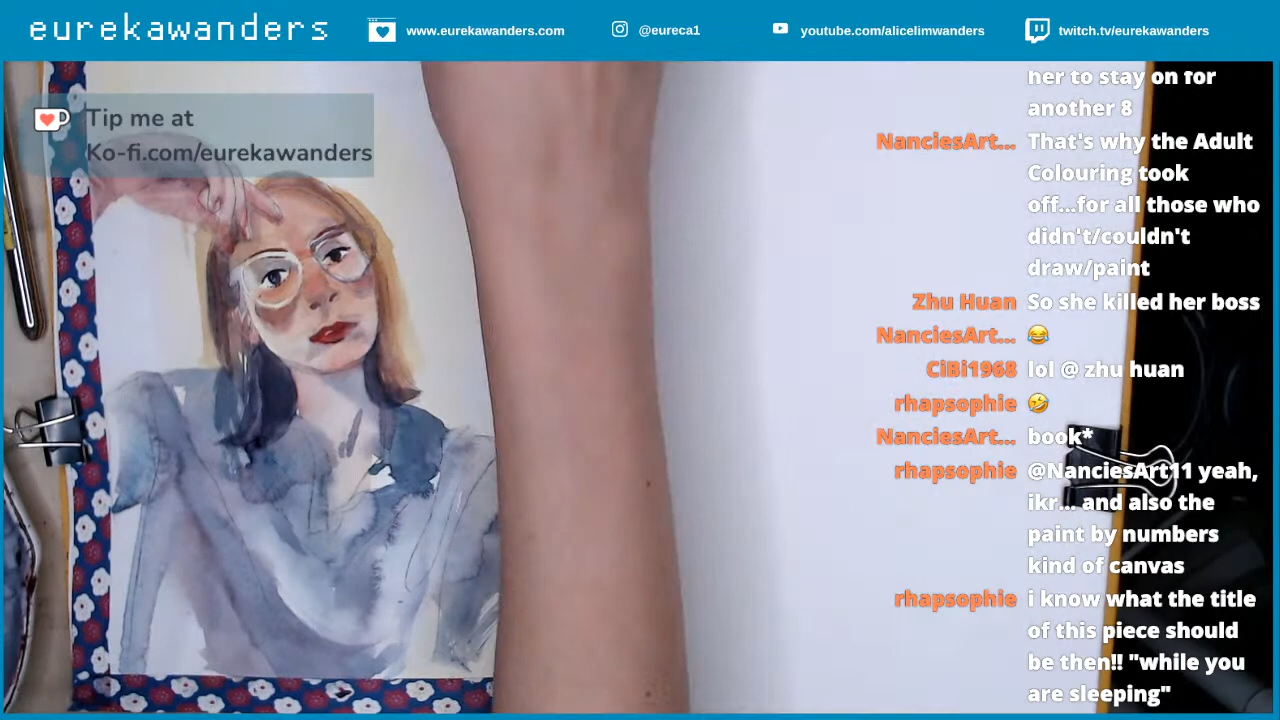 eurekawanders
www.eurekawanders.com
@eureca1
youtube.com/alicelimwanders
twitch.tv/eurekawanders
Tip me at
Ko-fi.com/eurekawanders
her to stay on for
another 8
NanciesArt... That's why the Adult
Colouring took
off...for all those who
didn't/couldn't
draw/paint
Zhu Huan So she killed her boss
NanciesArt... 😂
CiBi1968 lol @ zhu huan
rhapsophie 🤣
NanciesArt... book*
rhapsophie @NanciesArt11 yeah,
ikr... and also the
paint by numbers
kind of canvas
rhapsophie i know what the title
of this piece should
be then!! "while you
are sleeping"